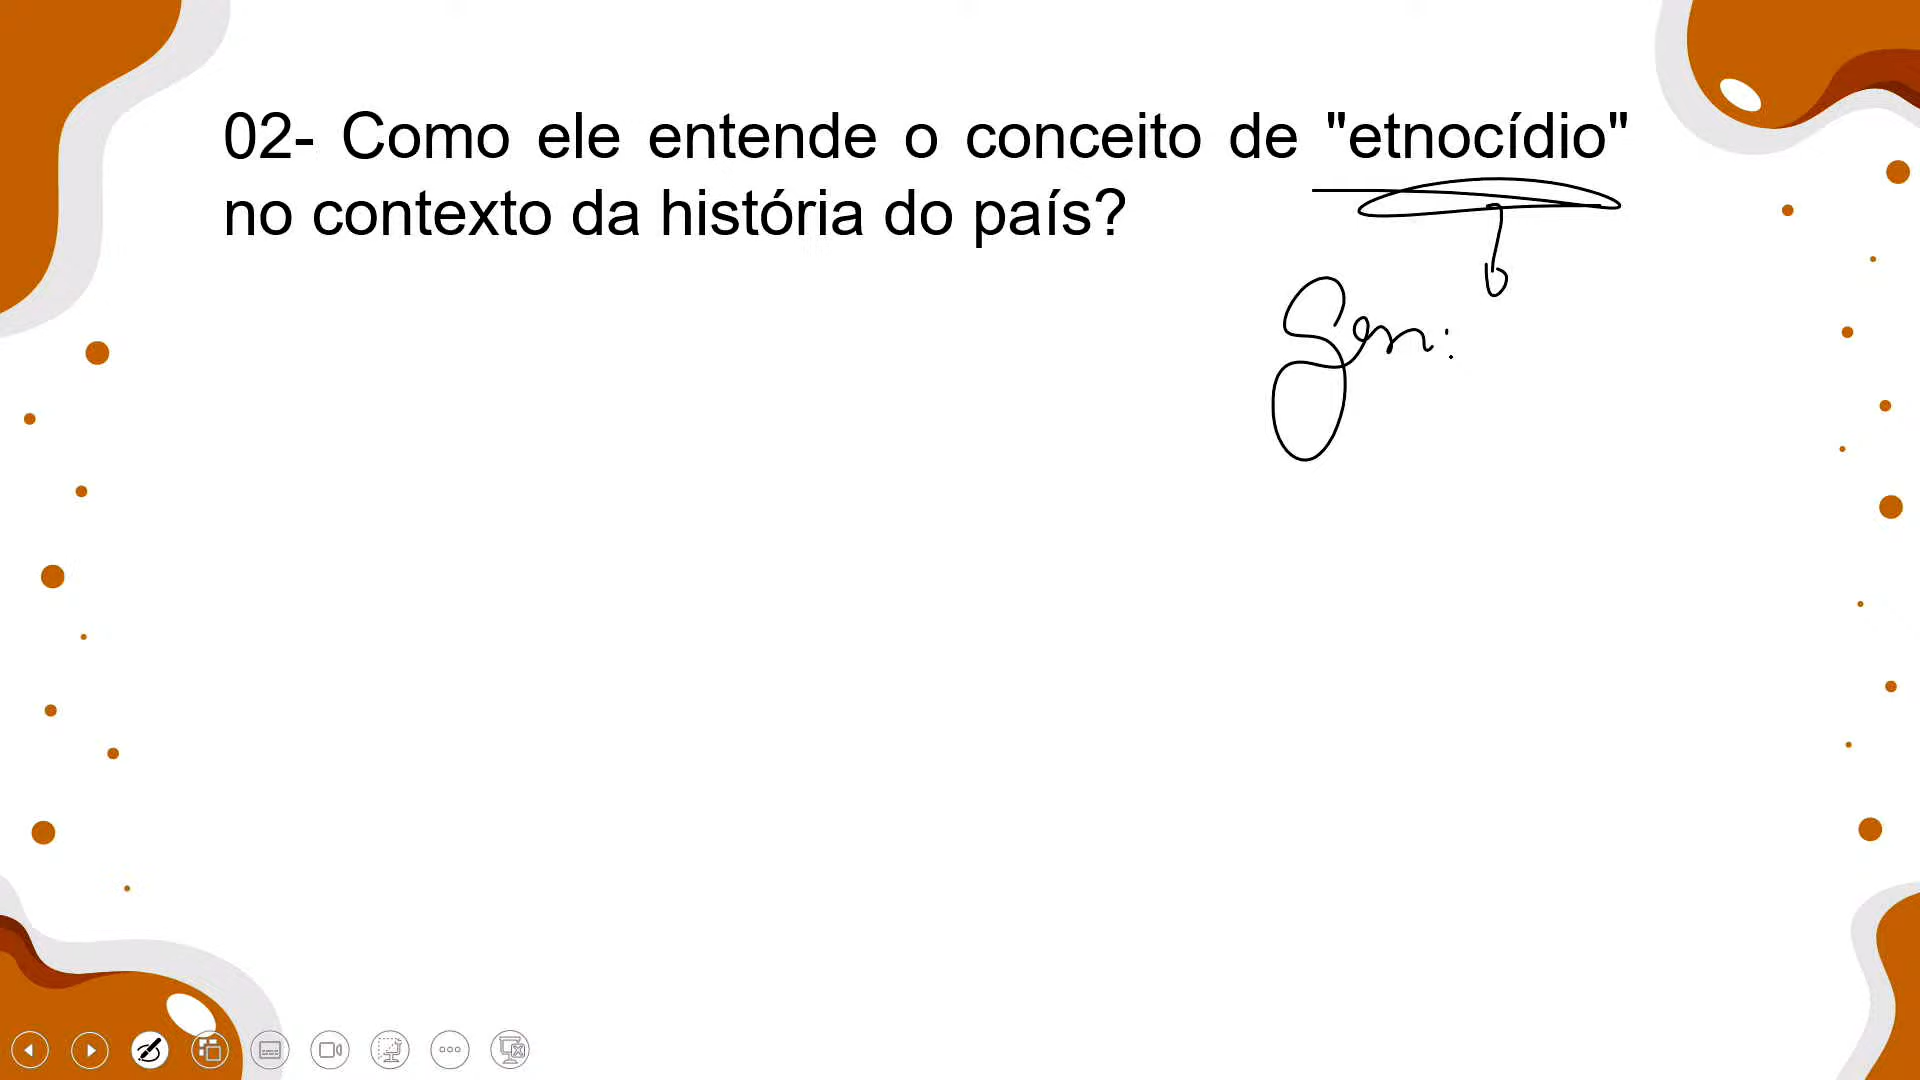 02- Como ele entende o conceito de "etnocídio"
no contexto da história do país?
Gen: